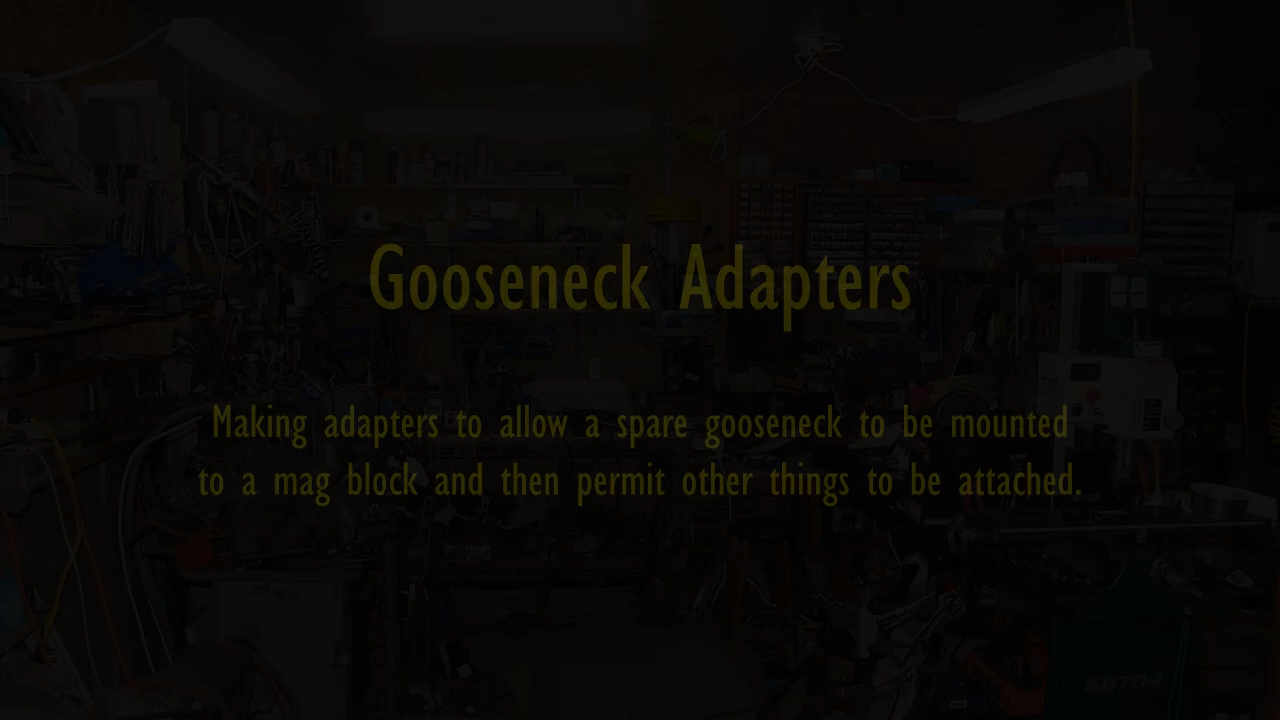 Gooseneck Adapters
Making adapters to allow a spare gooseneck to be mounted
to a mag block and then permit other things to be attached.
60704